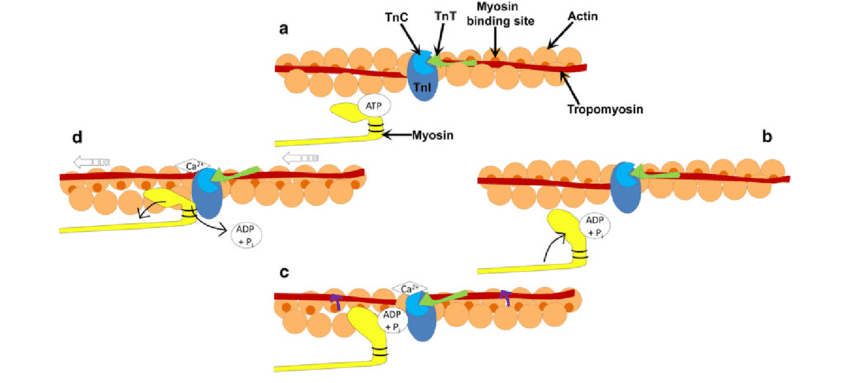 a
TnC
TnT
Myosin
binding site
Actin
TnI
Tropomyosin
ATP
Myosin
d
Ca²⁺
ADP
+ Pᵢ
b
ADP
+ Pᵢ
c
Ca²⁺
ADP
+ Pᵢ